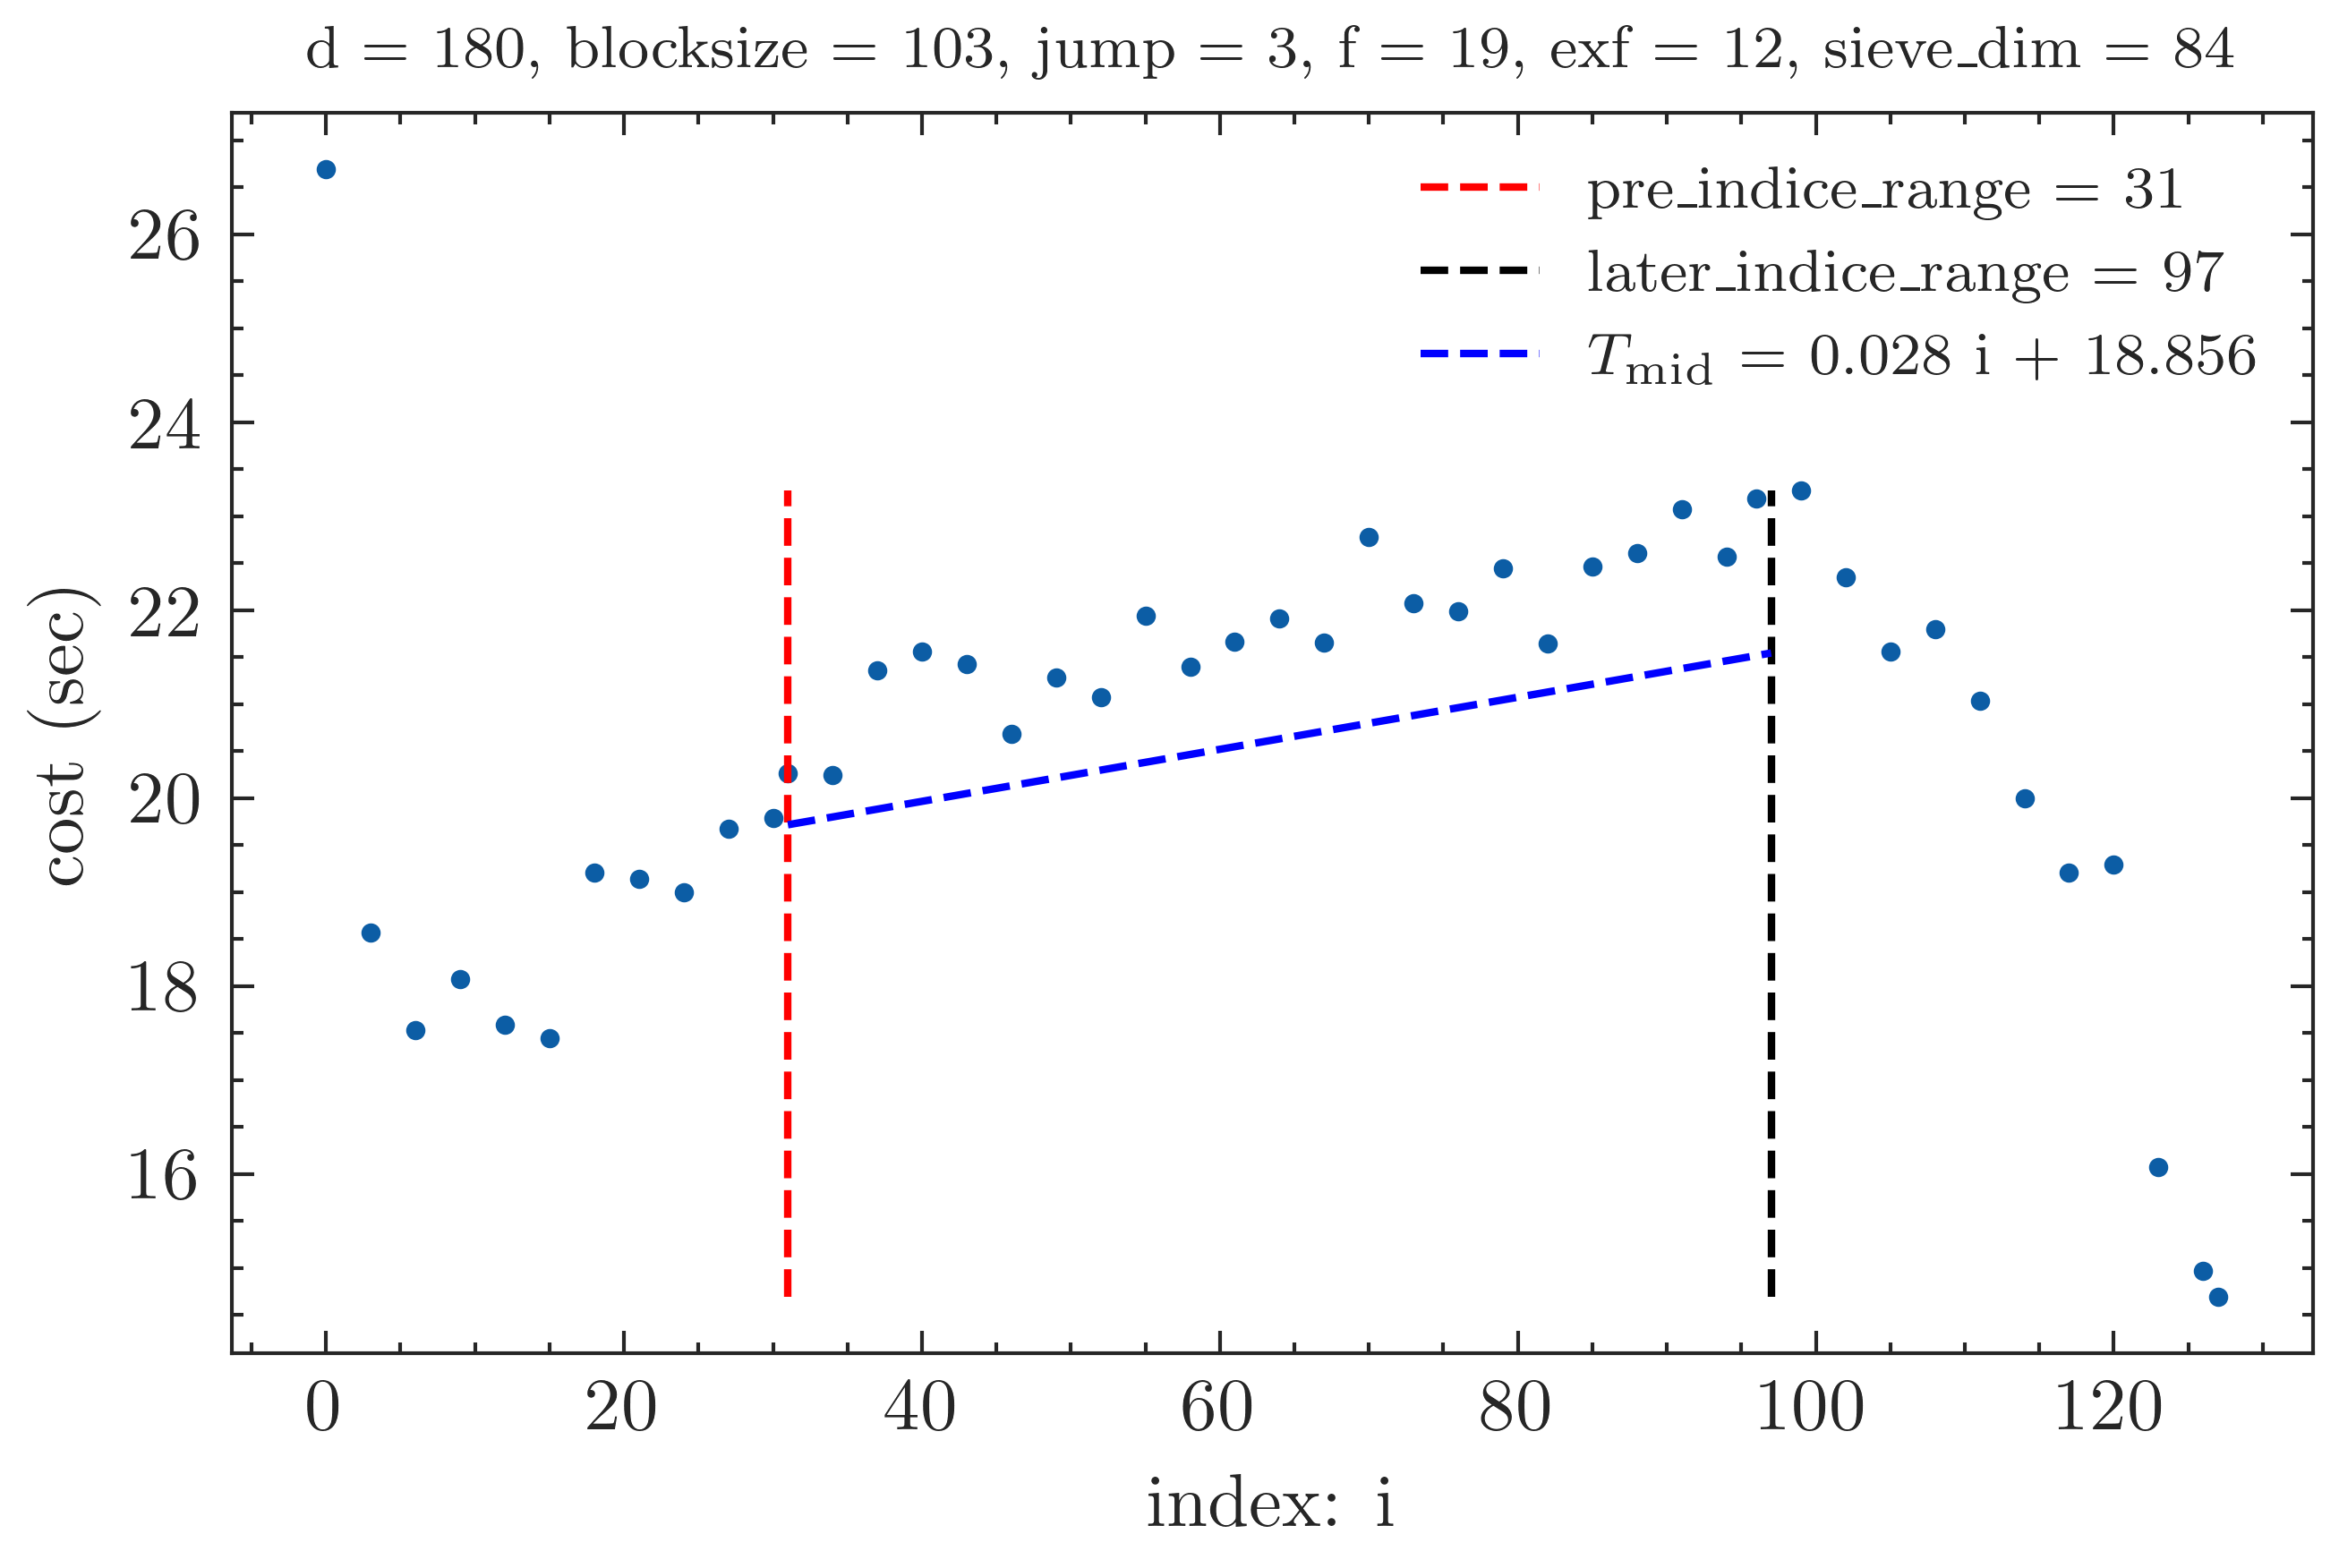 d = 180, blocksize = 103, jump = 3, f = 19, exf = 12, sieve_dim = 84
pre_indice_range = 31
later_indice_range = 97
T_mid = 0.028 i + 18.856
26
24
22
20
18
16
cost (sec)
0 20 40 60 80 100 120
index: i